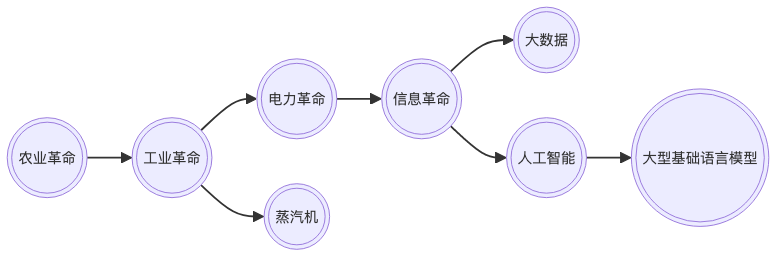 农业革命
工业革命
电力革命
蒸汽机
信息革命
大数据
人工智能
大型基础语言模型